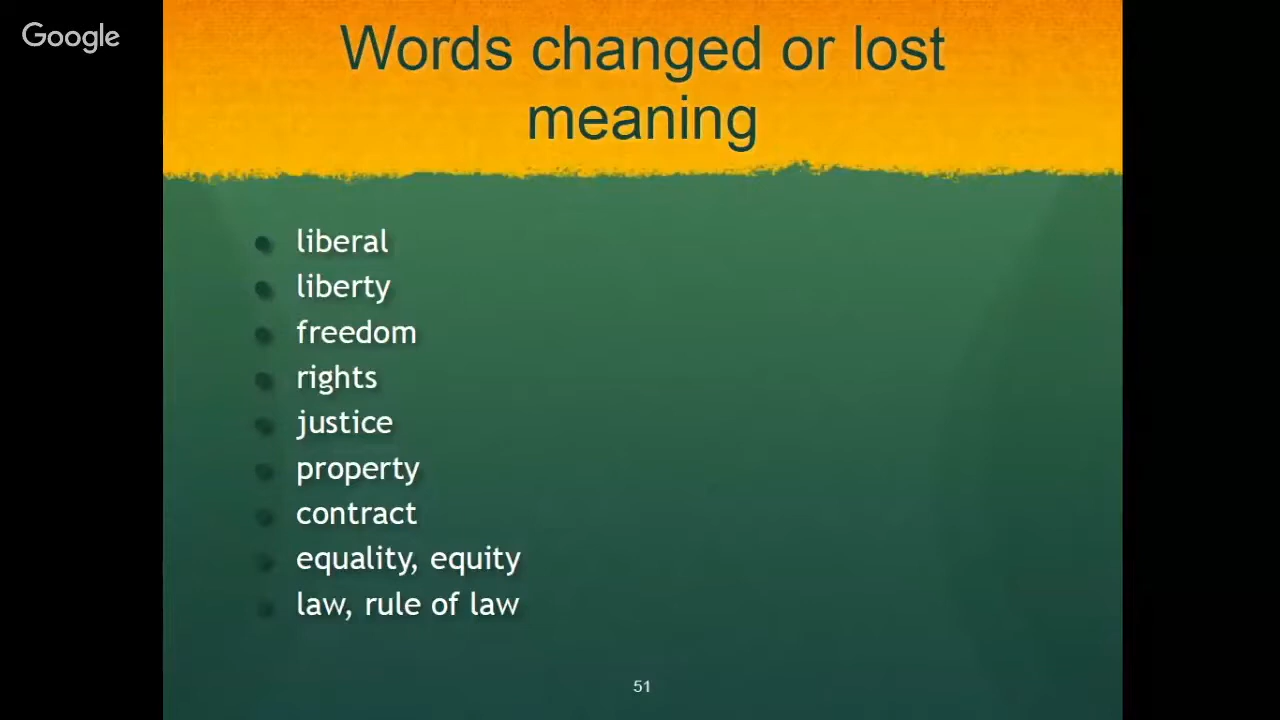 Google
Words changed or lost
meaning
liberal
liberty
freedom
rights
justice
property
contract
equality, equity
law, rule of law
51